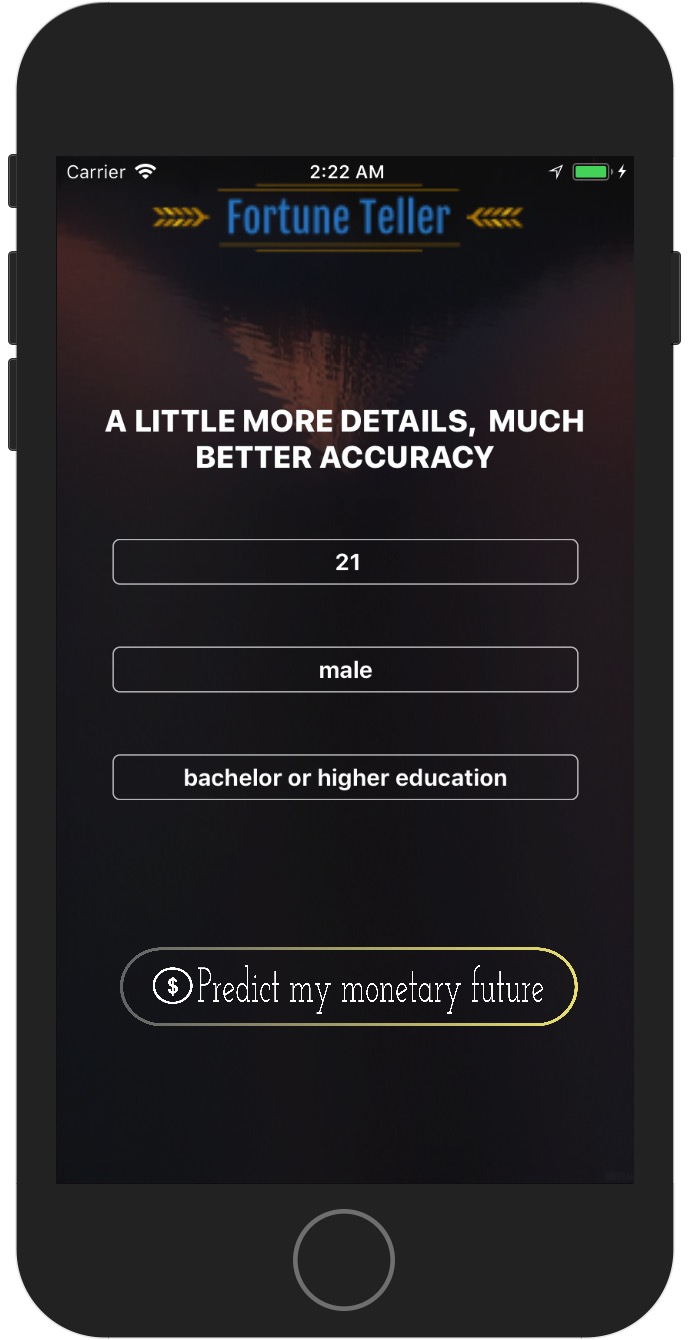 Carrier 2:22 AM
Fortune Teller
A LITTLE MORE DETAILS, MUCH
BETTER ACCURACY
21
male
bachelor or higher education
$ Predict my monetary future